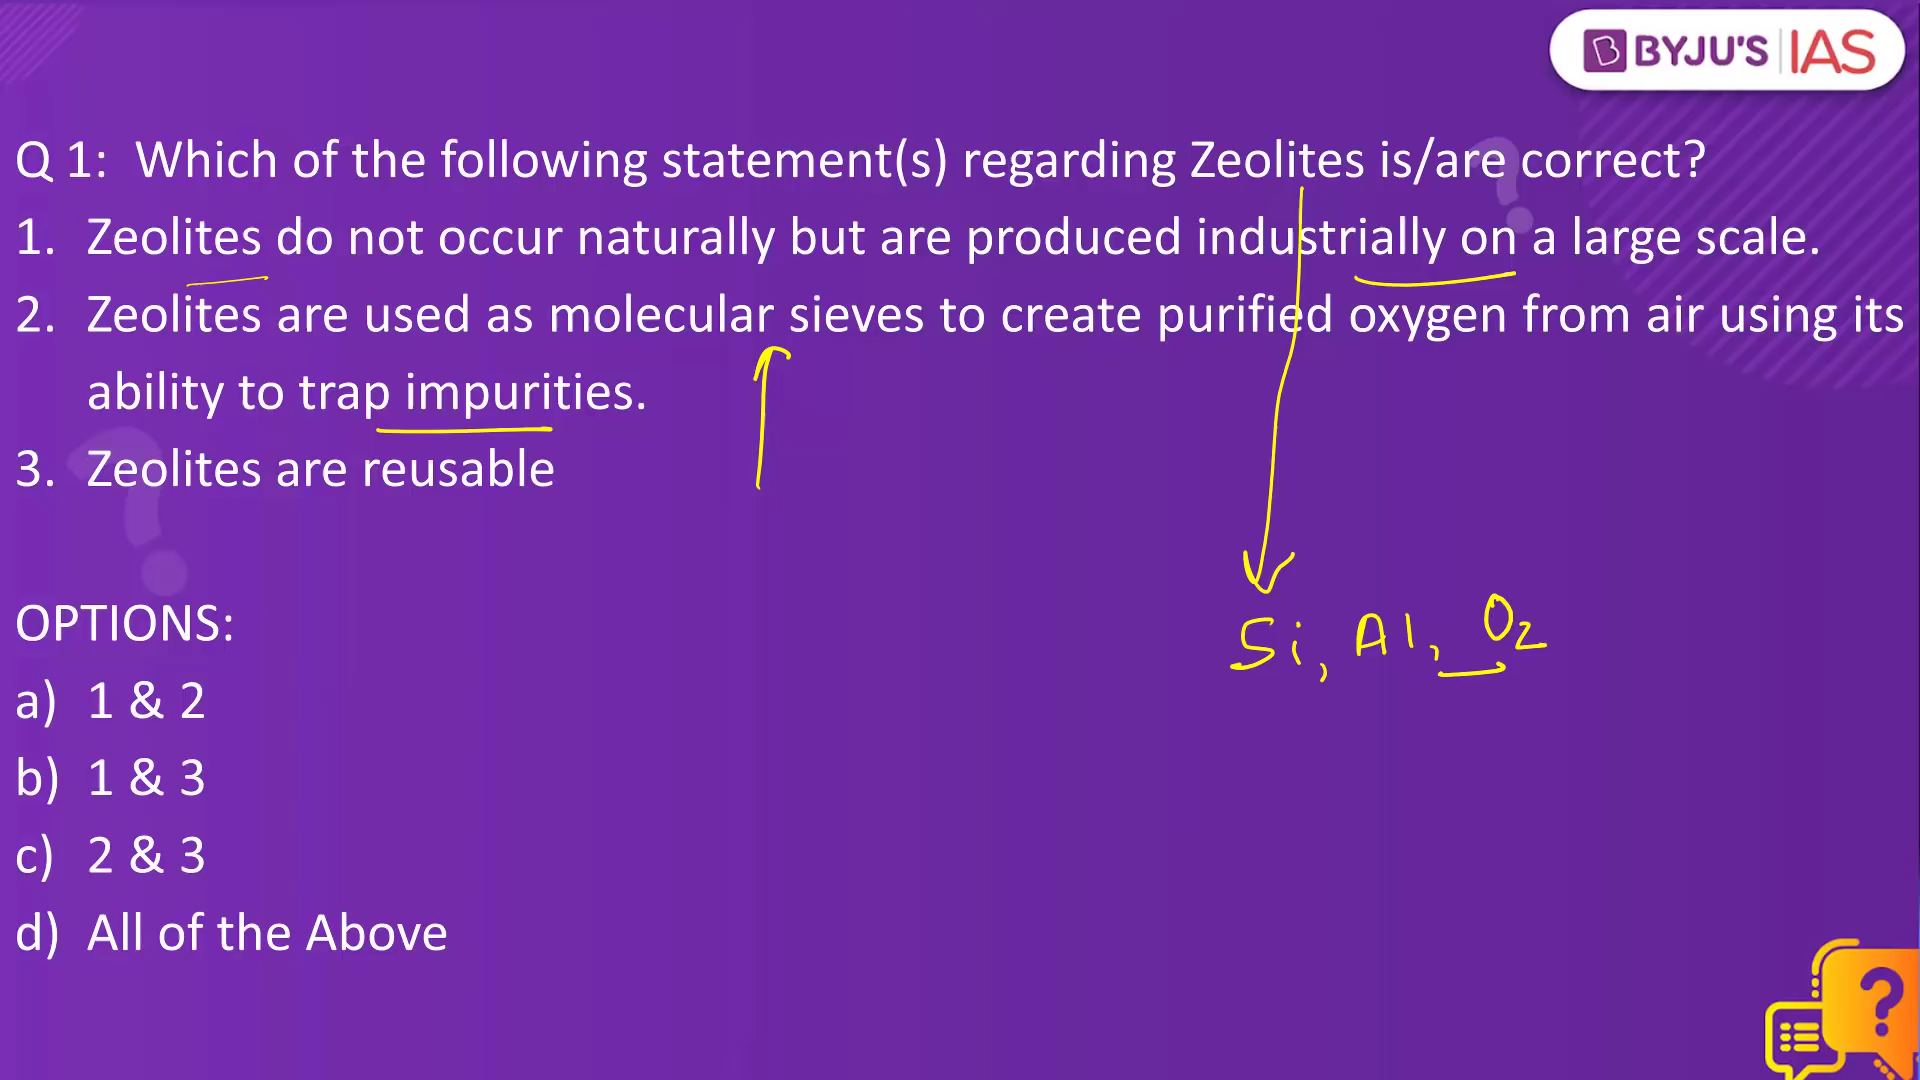 BYJU'S IAS
Q 1: Which of the following statement(s) regarding Zeolites is/are correct?
1. Zeolites do not occur naturally but are produced industrially on a large scale.
2. Zeolites are used as molecular sieves to create purified oxygen from air using its
ability to trap impurities.
3. Zeolites are reusable
OPTIONS:
Si, Al, O2
a) 1 & 2
b) 1 & 3
c) 2 & 3
d) All of the Above